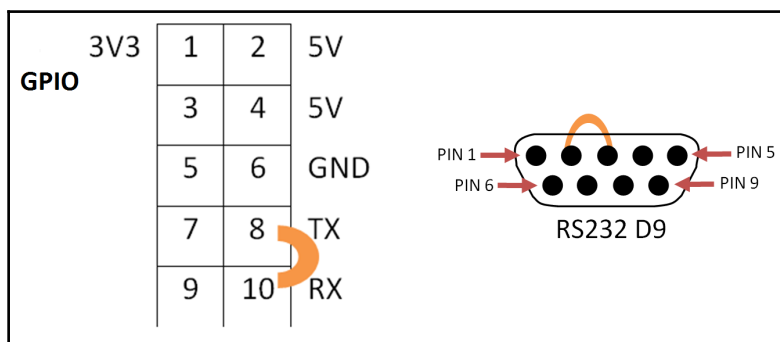 3V3 1 2 5V
GPIO
3 4 5V
5 6 GND
7 8 TX
9 10 RX
PIN 1 PIN 5
PIN 6 PIN 9
RS232 D9